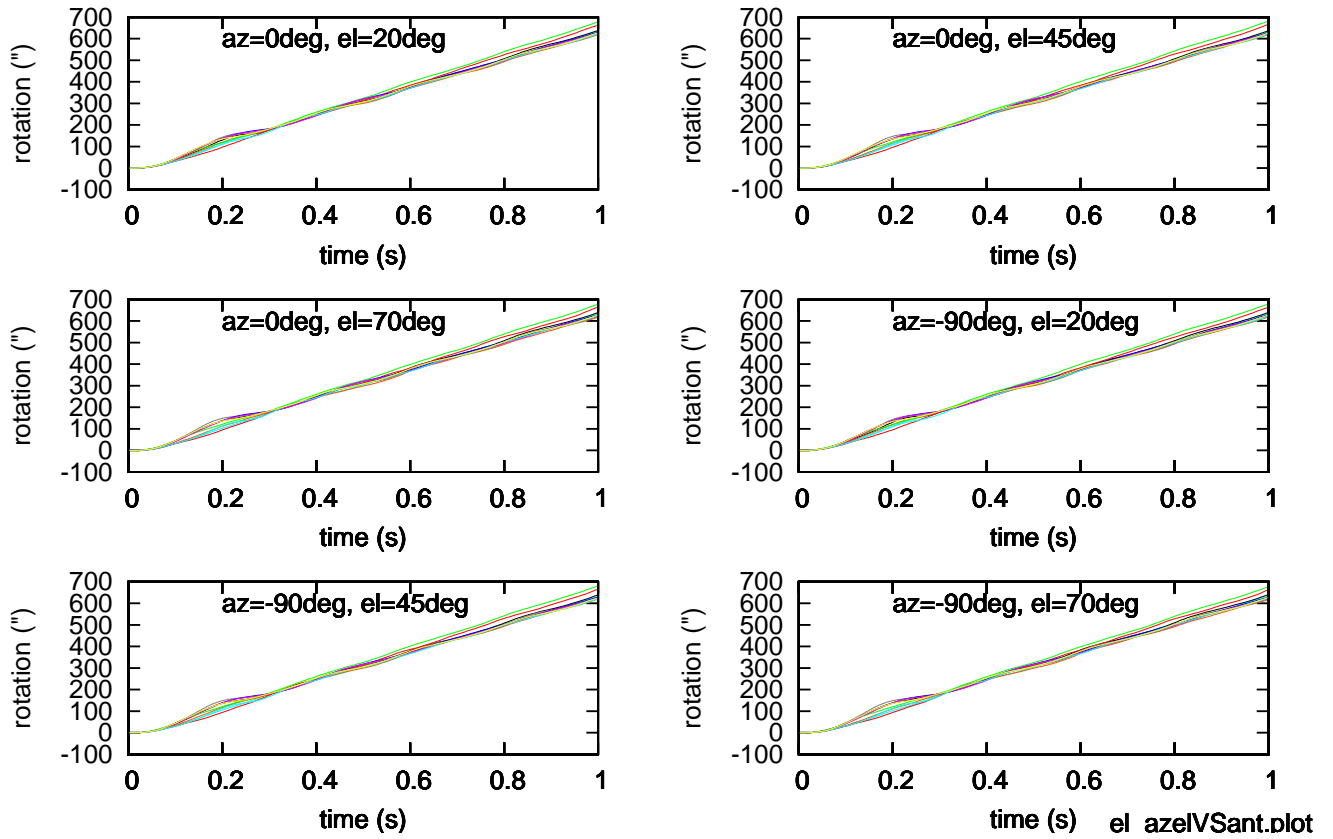 700
600
500
400
300
200
100
0
-100
rotation (")
az=0deg, el=20deg
0 0.2 0.4 0.6 0.8 1
time (s)
700
600
500
400
300
200
100
0
-100
rotation (")
az=0deg, el=45deg
0 0.2 0.4 0.6 0.8 1
time (s)
700
600
500
400
300
200
100
0
-100
rotation (")
az=0deg, el=70deg
0 0.2 0.4 0.6 0.8 1
time (s)
700
600
500
400
300
200
100
0
-100
rotation (")
az=-90deg, el=20deg
0 0.2 0.4 0.6 0.8 1
time (s)
700
600
500
400
300
200
100
0
-100
rotation (")
az=-90deg, el=45deg
0 0.2 0.4 0.6 0.8 1
time (s)
700
600
500
400
300
200
100
0
-100
rotation (")
az=-90deg, el=70deg
0 0.2 0.4 0.6 0.8 1
time (s)
el_azelVSant.plot